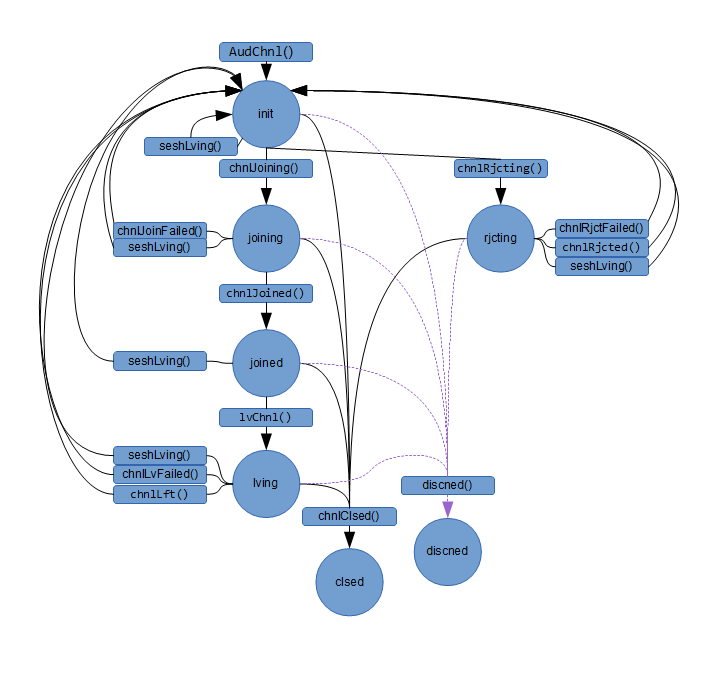 AudChnl()
init
seshLving()
chnlJoining()
chnlRjcting()
chnlJoinFailed()
seshLving()
joining
rjcting
chnlRjctFailed()
chnlRjcted()
seshLving()
chnlJoined()
seshLving()
joined
lvChnl()
seshLving()
chnlLvFailed()
chnlLft()
lving
discned()
chnlClsed()
discned
clsed